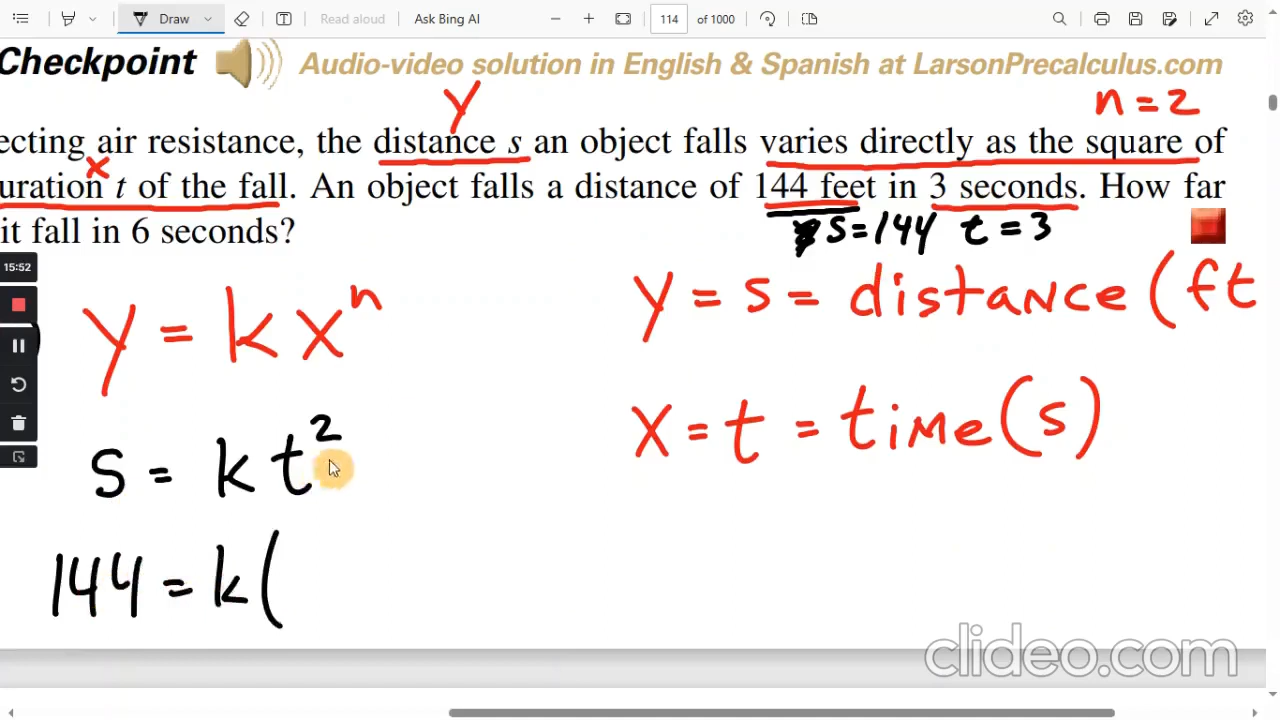 Draw
Read aloud
Ask Bing AI
114 of 1000
Checkpoint Audio-video solution in English & Spanish at LarsonPrecalculus.com
y
n = 2
ecting air resistance, the distance s an object falls varies directly as the square of
x
uration t of the fall. An object falls a distance of 144 feet in 3 seconds. How far
it fall in 6 seconds?
s = 144 t = 3
15:52
y = k x^n
y = s = distance (ft
x = t = time (s)
s = k t^2
144 = k (
clideo.com